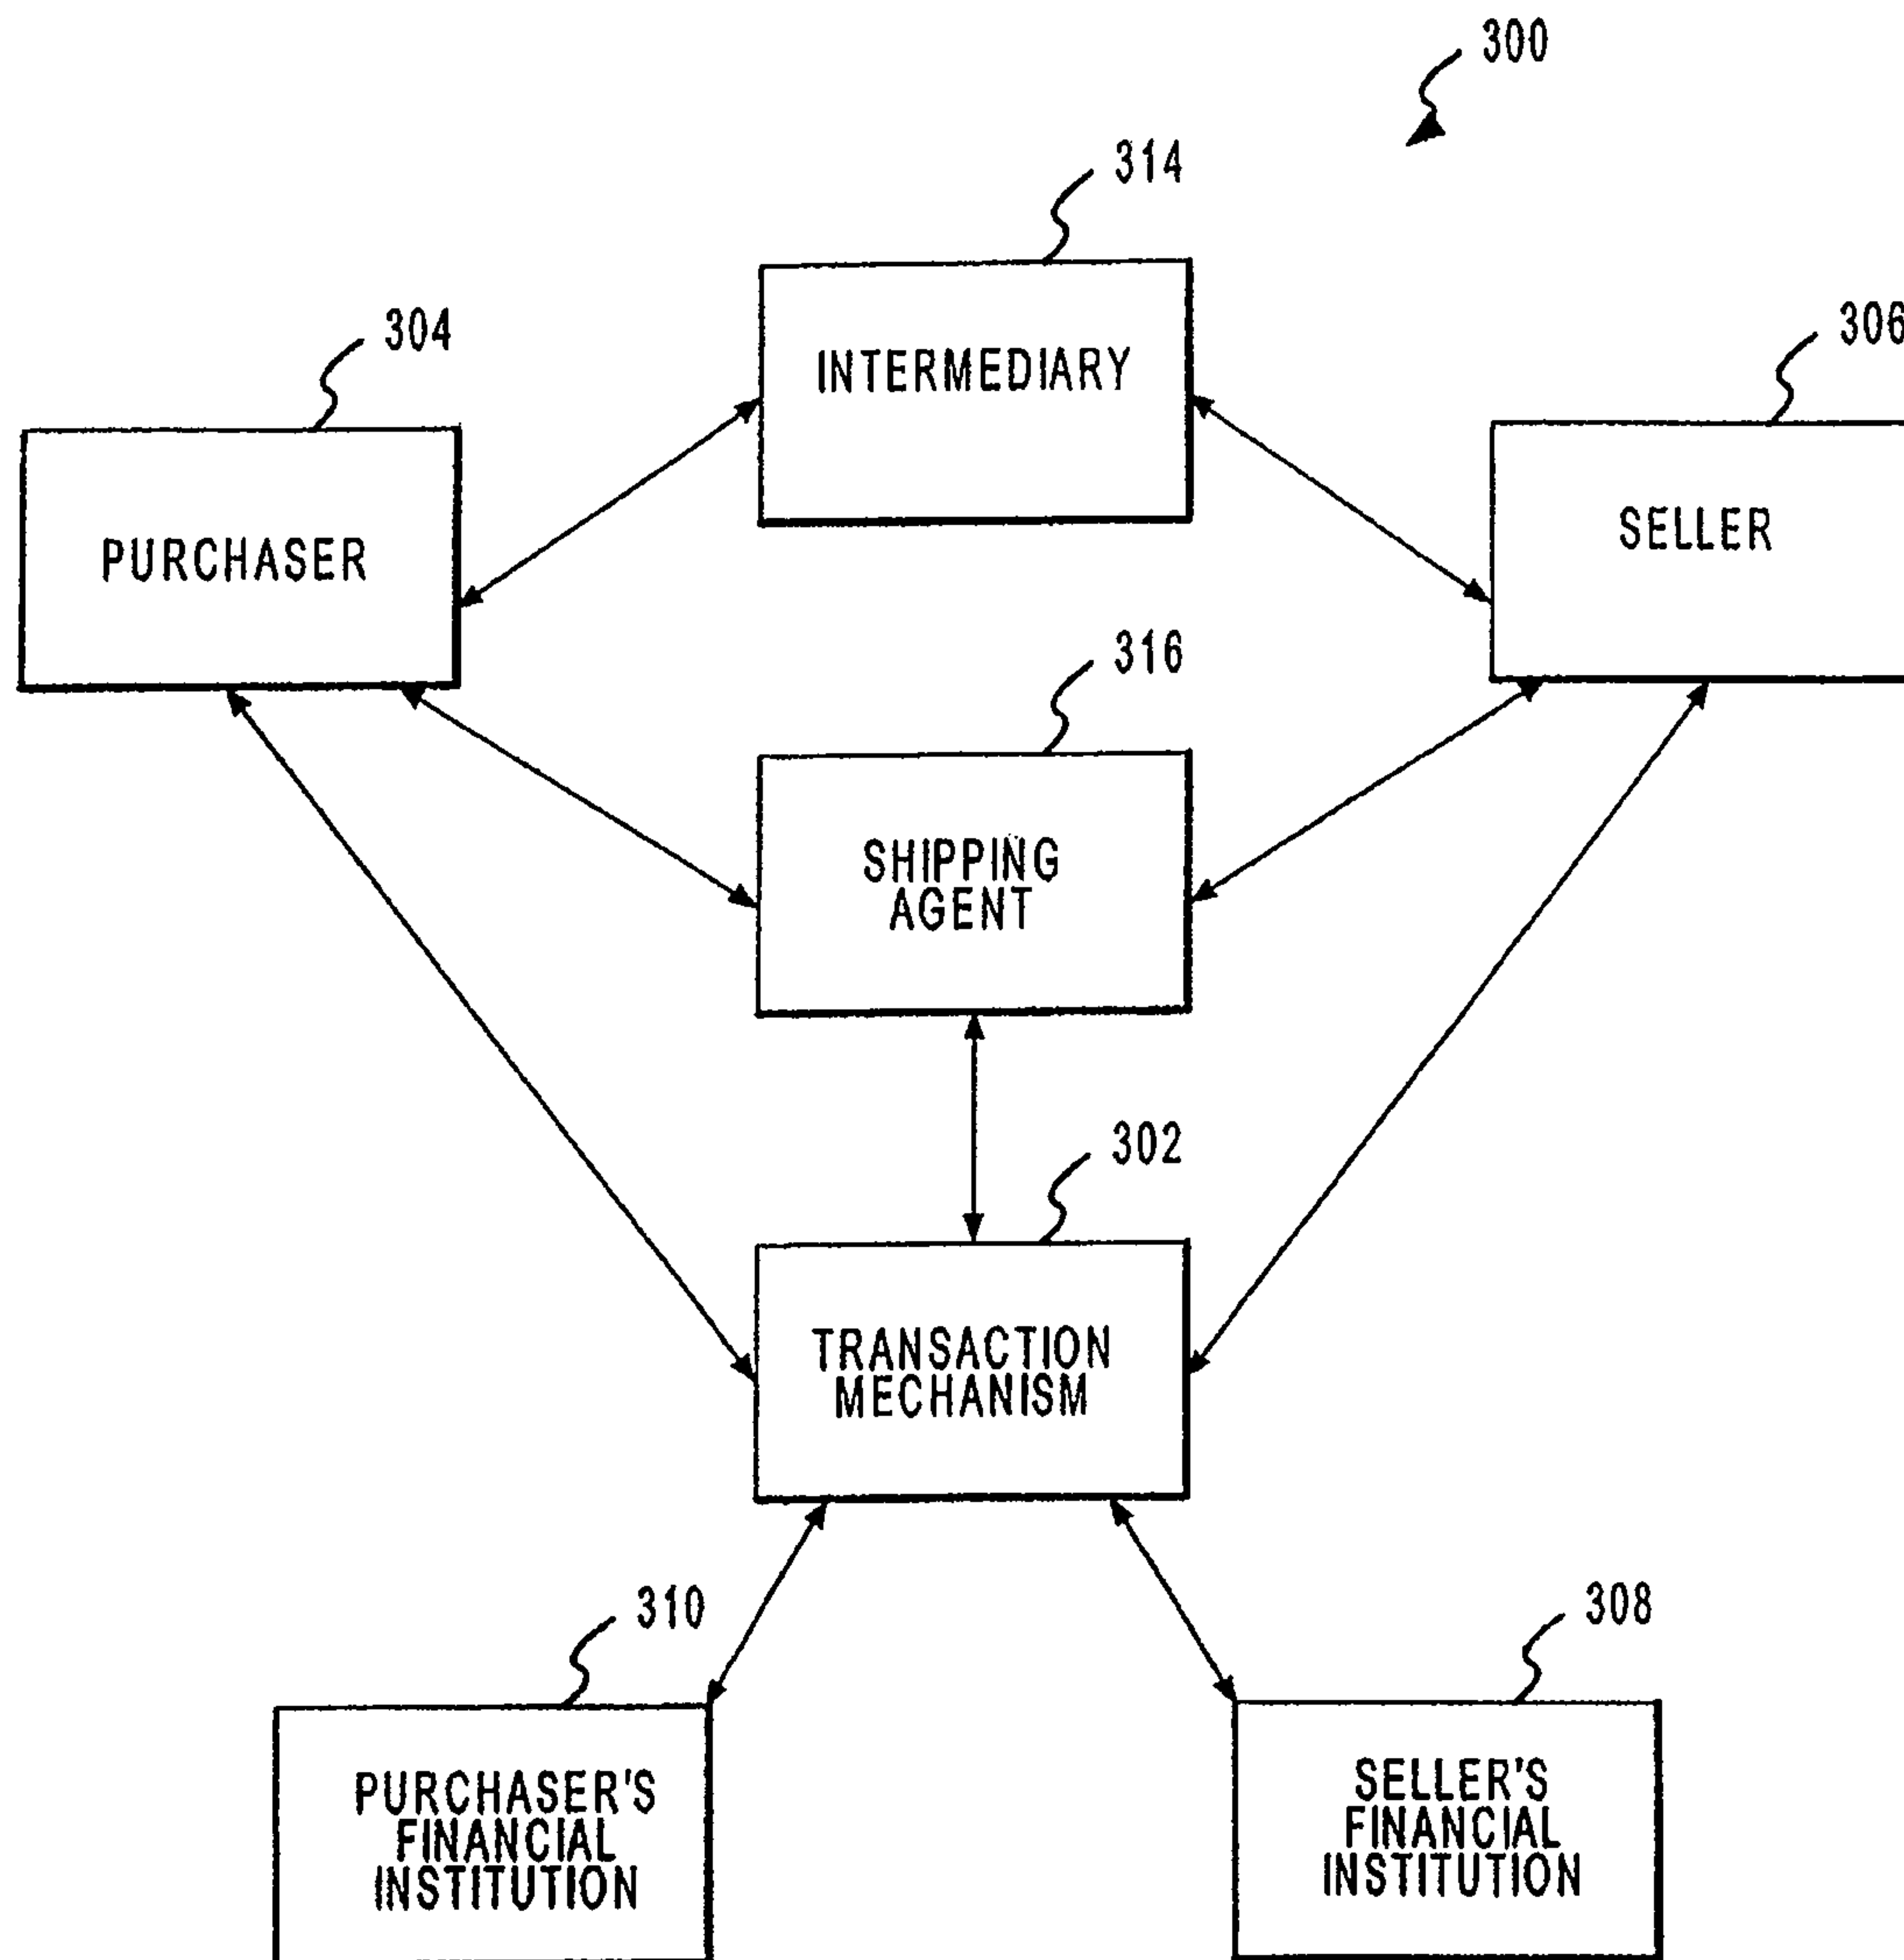 300
314
INTERMEDIARY
304
PURCHASER
306
SELLER
316
SHIPPING
AGENT
302
TRANSACTION
MECHANISM
310
PURCHASER'S
FINANCIAL
INSTITUTION
308
SELLER'S
FINANCIAL
INSTITUTION